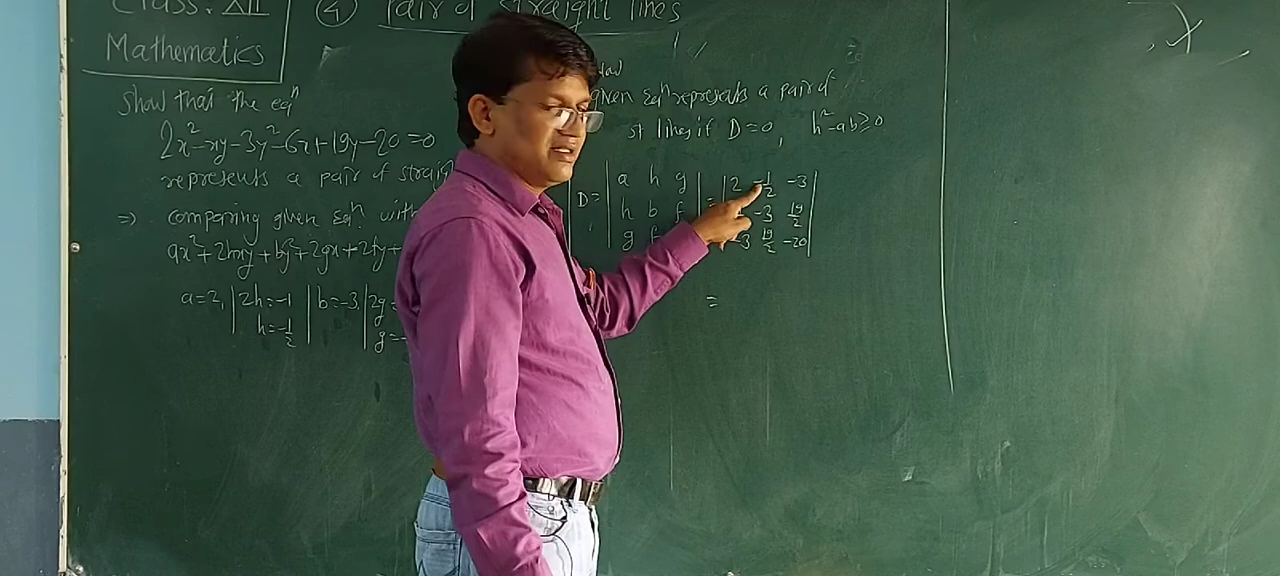 Class: XII
④ Pair of straight lines
Mathematics
Show that the eqⁿ
2x²-xy-3y²-6x+19y-20=0
represents a pair of straig
⇒ comparing given eqⁿ. with
ax²+2hxy+by²+2gx+2fy+
a=2, | 2h=-1 | b=-3, | 2g=
h=-1/2 | g=-
given eqⁿ represents a pair of
st lines if D=0, h²-ab≥0
D= | a h g | = | 2 -1/2 -3 |
| h b f | -3 19/2 |
| g f | -3 19/2 -20 |
=